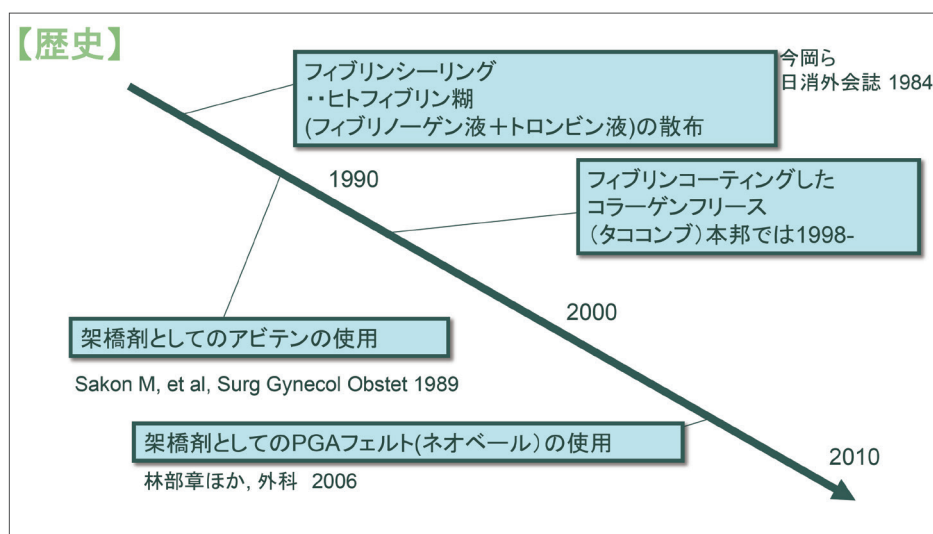 【歴史】
フィブリンシーリング
・・ヒトフィブリン糊
(フィブリノーゲン液＋トロンビン液)の散布
今岡ら
日消外会誌 1984
1990
フィブリンコーティングした
コラーゲンフリース
（タココンブ）本邦では1998-
2000
架橋剤としてのアビテンの使用
Sakon M, et al, Surg Gynecol Obstet 1989
架橋剤としてのPGAフェルト(ネオベール）の使用
林部章ほか, 外科 2006
2010